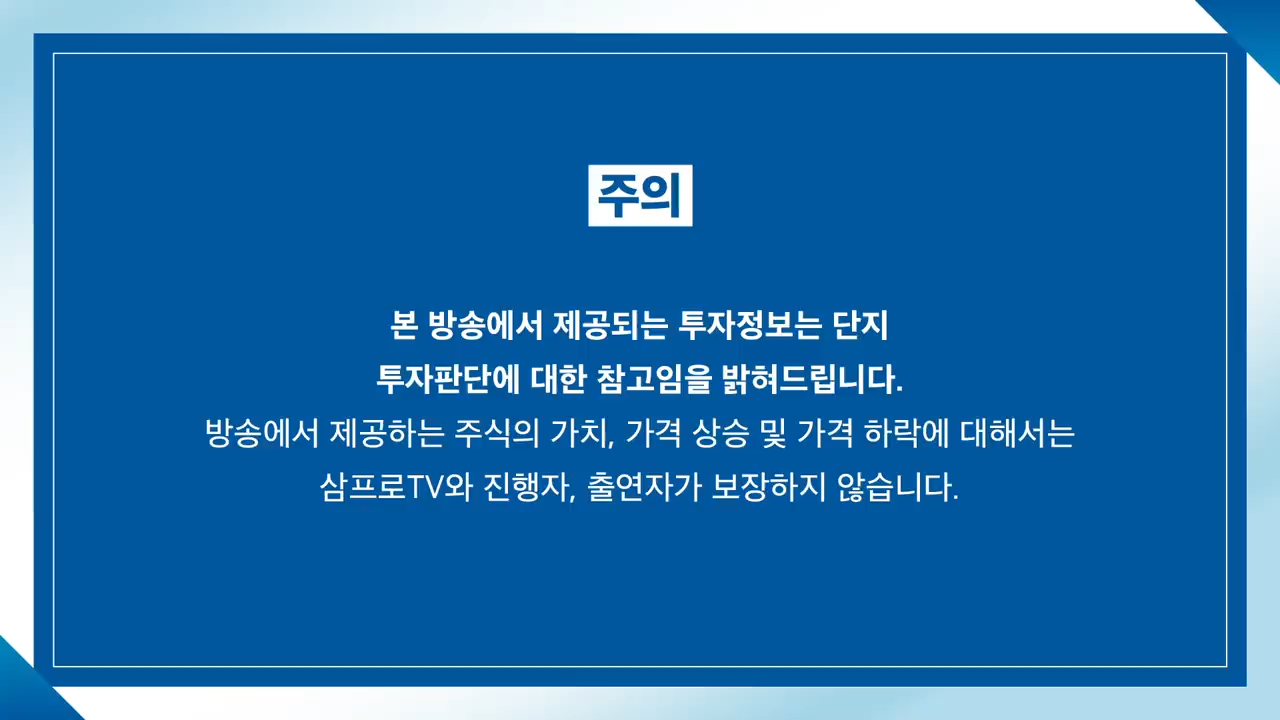 주의
본 방송에서 제공되는 투자정보는 단지
투자판단에 대한 참고임을 밝혀드립니다.
방송에서 제공하는 주식의 가치, 가격 상승 및 가격 하락에 대해서는
삼프로TV와 진행자, 출연자가 보장하지 않습니다.